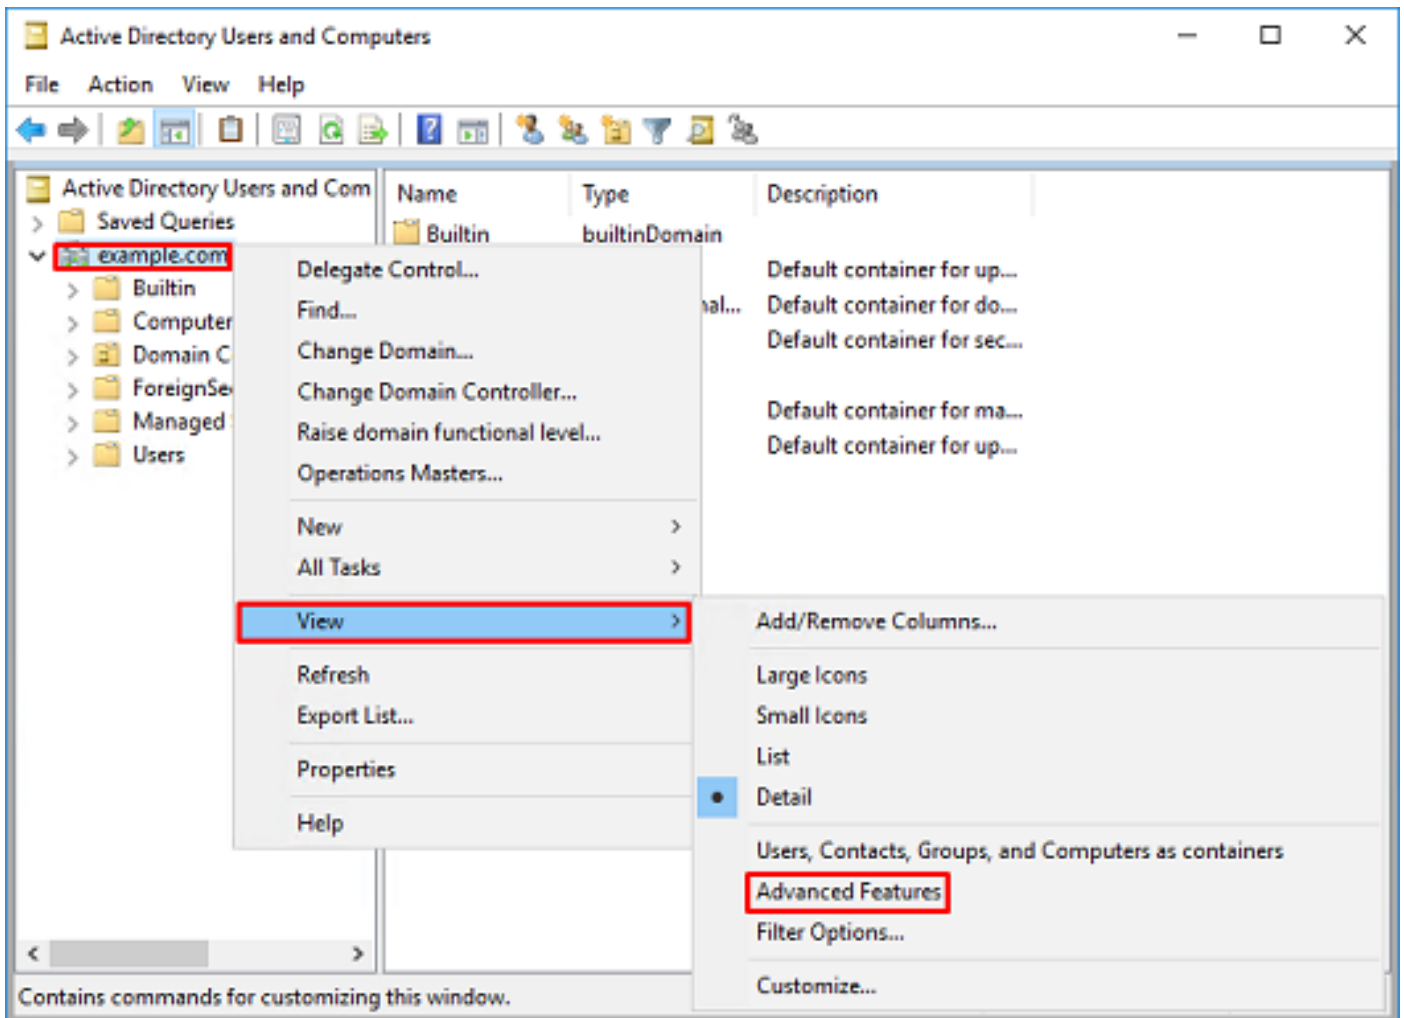 Active Directory Users and Computers
File Action View Help
Active Directory Users and Com
Saved Queries
example.com
Builtin
Computer
Domain C
ForeignSe
Managed
Users
Name Type Description
Builtin builtinDomain
Default container for up...
nal... Default container for do...
Default container for sec...
Default container for ma...
Default container for up...
Delegate Control...
Find...
Change Domain...
Change Domain Controller...
Raise domain functional level...
Operations Masters...
New
All Tasks
View
Refresh
Export List...
Properties
Help
Add/Remove Columns...
Large Icons
Small Icons
List
Detail
Users, Contacts, Groups, and Computers as containers
Advanced Features
Filter Options...
Customize...
Contains commands for customizing this window.